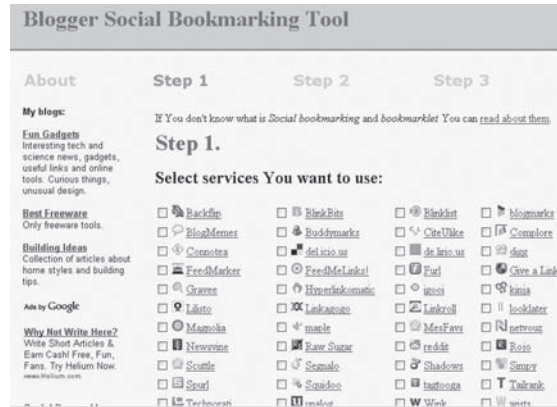 Blogger Social Bookmarking Tool
About
Step 1
Step 2
Step 3
My blogs:
Fun Gadgets
Interesting tech and
science news, gadgets,
useful links and online
tools. Curious things,
unusual design.
Best Freeware
Only freeware tools.
Building Ideas
Collection of articles about
home styles and building
tips.
Ads by Google
Why Not Write Here?
Write Short Articles &
Earn Cash! Free, Fun,
Fans. Try Helium Now.
www.Helium.com
If You don't know what is Social bookmarking and bookmarklet You can read about them
Step 1.
Select services You want to use:
Backflip BlinkBits Blinklist blogmarks
BlogMemes Buddymarks CiteUlike Complore
Connotea del.icio.us de.lirio.us digg
FeedMarker FeedMeLinks! Furl Give a Link
Gravee Hyperlinkomatic igooi kinja
Lilisto Linkagogo Linkroll looklater
Magnolia maple MesFavs netvouz
Newsvine Raw Sugar reddit Rojo
Scuttle Segnalo Shadows Simpy
Spurl Squidoo tagtooga Tailrank
Technorati unalog Wink wists